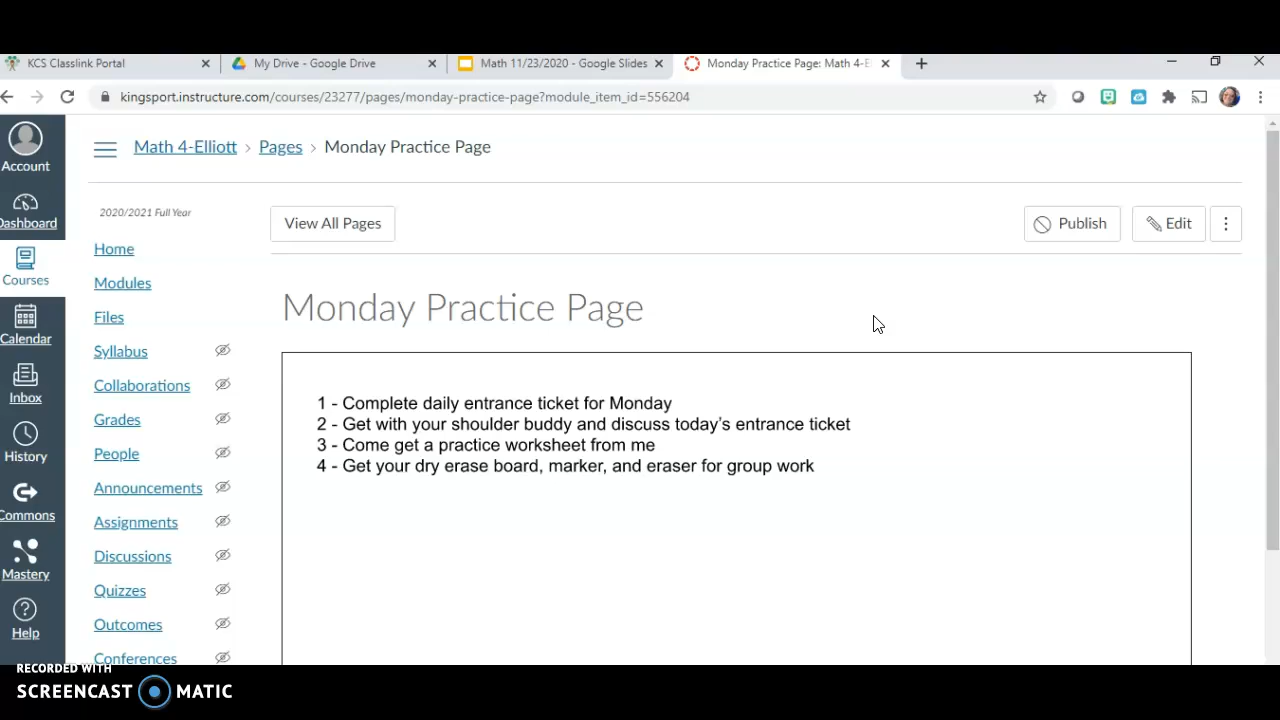 KCS Classlink Portal
My Drive - Google Drive
Math 11/23/2020 - Google Slides
Monday Practice Page: Math 4-E
kingsport.instructure.com/courses/23277/pages/monday-practice-page?module_item_id=556204
Account
Dashboard
Courses
Calendar
Inbox
History
Commons
Mastery
Help
Math 4-Elliott > Pages > Monday Practice Page
2020/2021 Full Year
Home
Modules
Files
Syllabus
Collaborations
Grades
People
Announcements
Assignments
Discussions
Quizzes
Outcomes
Conferences
View All Pages
Publish
Edit
Monday Practice Page
1 - Complete daily entrance ticket for Monday
2 - Get with your shoulder buddy and discuss today's entrance ticket
3 - Come get a practice worksheet from me
4 - Get your dry erase board, marker, and eraser for group work
RECORDED WITH
SCREENCAST MATIC